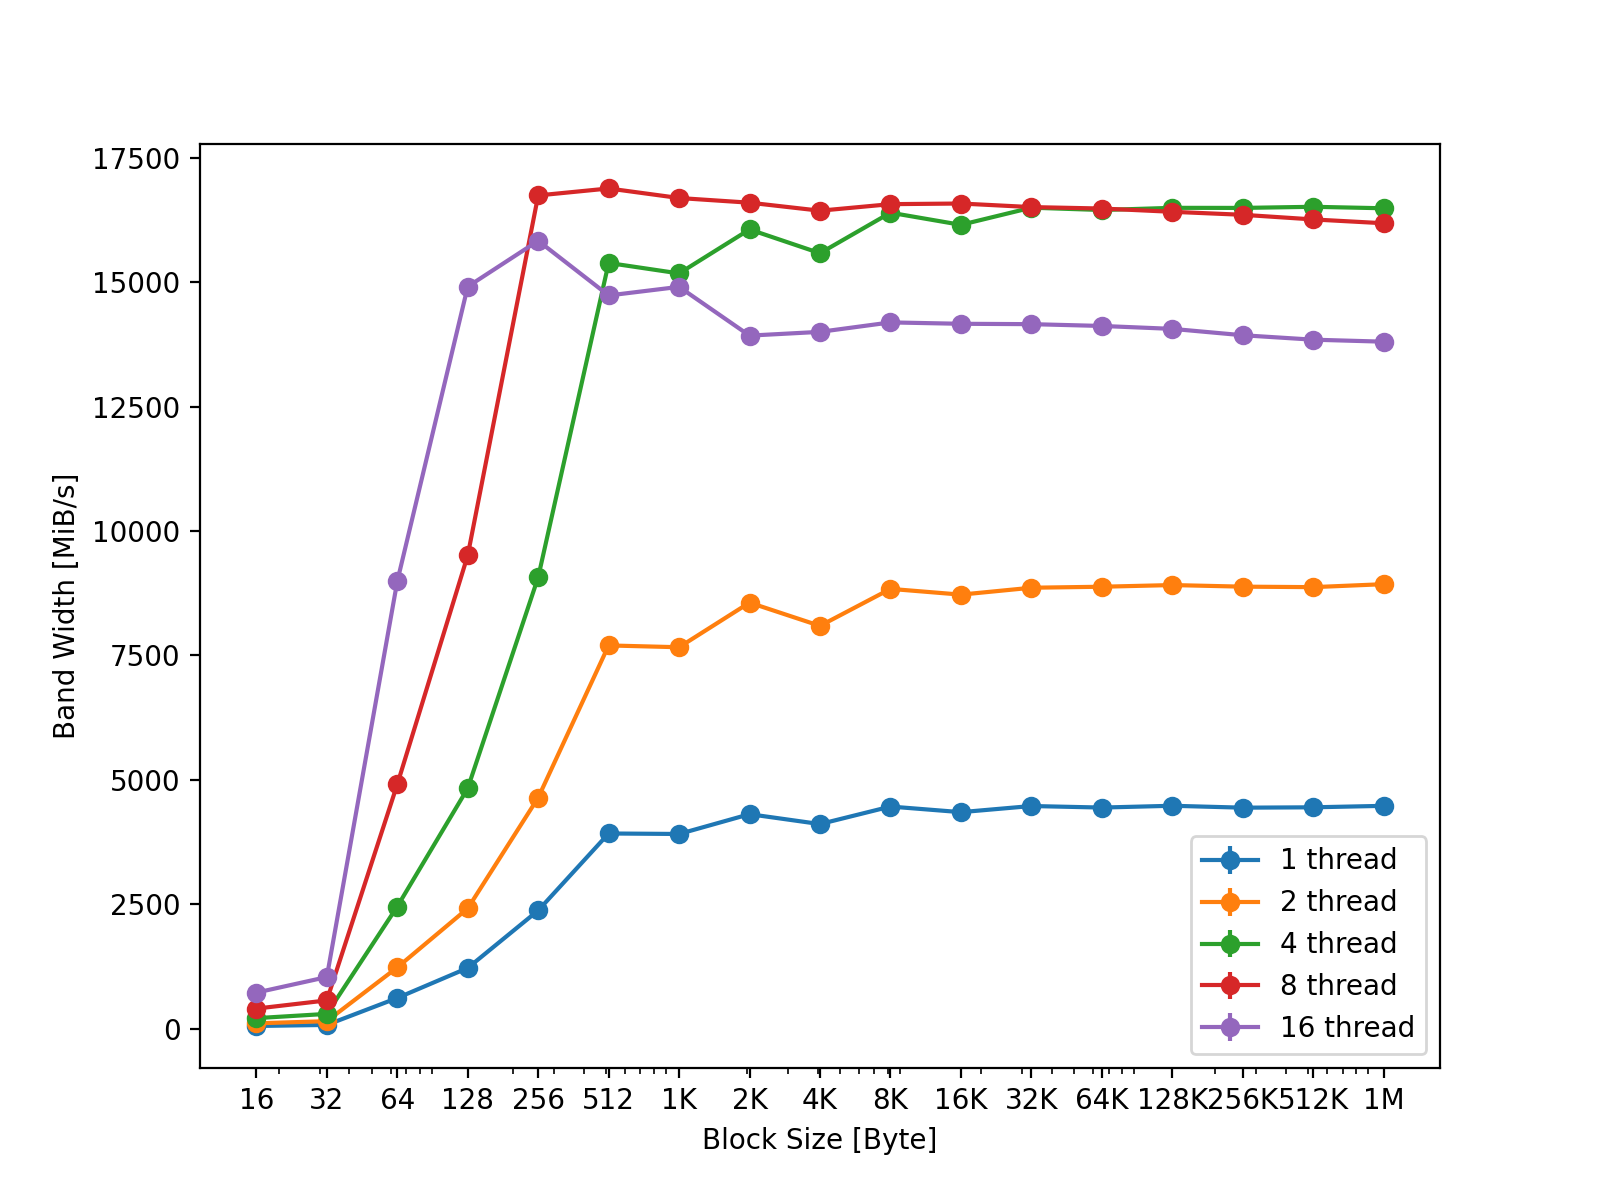 17500
15000
12500
10000
7500
5000
2500
0
Band Width [MiB/s]
1 thread
2 thread
4 thread
8 thread
16 thread
16 32 64 128 256 512 1K 2K 4K 8K 16K 32K 64K 128K 256K 512K 1M
Block Size [Byte]